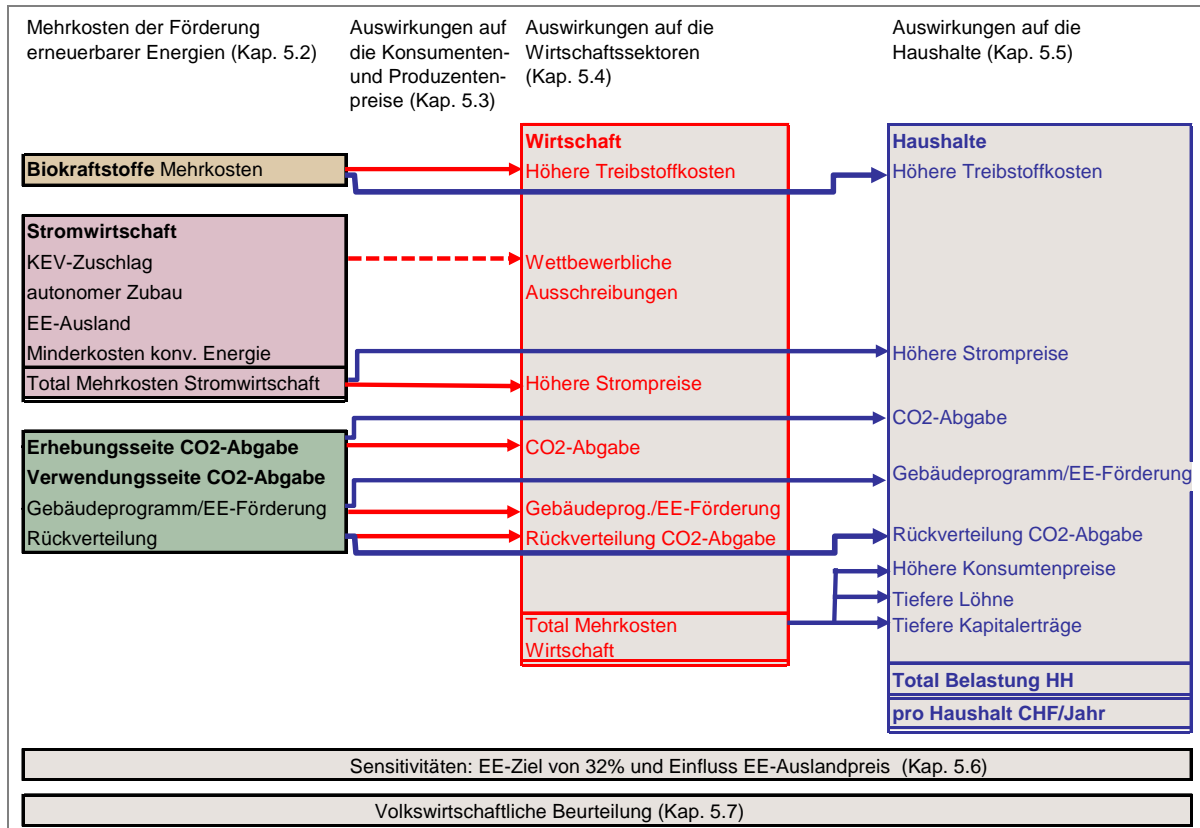 Mehrkosten der Förderung
erneuerbarer Energien (Kap. 5.2)
Auswirkungen auf
die Konsumenten-
und Produzenten-
preise (Kap. 5.3)
Auswirkungen auf die
Wirtschaftssektoren
(Kap. 5.4)
Auswirkungen auf die
Haushalte (Kap. 5.5)
Biokraftstoffe Mehrkosten
Stromwirtschaft
KEV-Zuschlag
autonomer Zubau
EE-Ausland
Minderkosten konv. Energie
Total Mehrkosten Stromwirtschaft
Erhebungsseite CO2-Abgabe
Verwendungsseite CO2-Abgabe
Gebäudeprogramm/EE-Förderung
Rückverteilung
Wirtschaft
Höhere Treibstoffkosten
Wettbewerbliche
Ausschreibungen
Höhere Strompreise
CO2-Abgabe
Gebäudeprog./EE-Förderung
Rückverteilung CO2-Abgabe
Total Mehrkosten
Wirtschaft
Haushalte
Höhere Treibstoffkosten
Höhere Strompreise
CO2-Abgabe
Gebäudeprogramm/EE-Förderung
Rückverteilung CO2-Abgabe
Höhere Konsumtenpreise
Tiefere Löhne
Tiefere Kapitalerträge
Total Belastung HH
pro Haushalt CHF/Jahr
Sensitivitäten: EE-Ziel von 32% und Einfluss EE-Auslandpreis (Kap. 5.6)
Volkswirtschaftliche Beurteilung (Kap. 5.7)